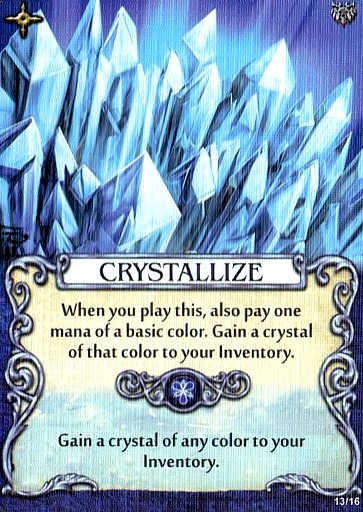 CRYSTALLIZE
When you play this, also pay one
mana of a basic color. Gain a crystal
of that color to your Inventory.
Gain a crystal of any color to your
Inventory.
13/16